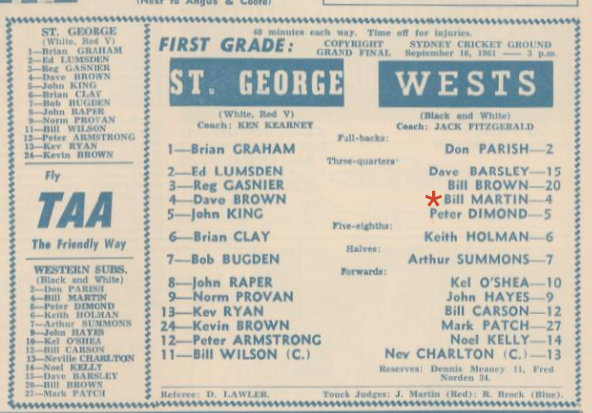 (Next to Angus & Coote)
ST. GEORGE
(White, Red V)
1—Brian GRAHAM
2—Ed LUMSDEN
3—Reg GASNIER
4—Dave BROWN
5—John KING
6—Brian CLAY
7—Bob BUGDEN
8—John RAPER
9—Norm PROVAN
11—Bill WILSON
12—Peter ARMSTRONG
13—Kev RYAN
24—Kevin BROWN
Fly
TAA
The Friendly Way
WESTERN SUBS.
(Black and White)
2—Don PARISH
4—Bill MARTIN
5—Peter DIMOND
6—Keith HOLMAN
7—Arthur SUMMONS
9—John HAYES
10—Kel O'SHEA
12—Bill CARSON
13—Neville CHARLTON
14—Noel KELLY
15—Dave BARSLEY
20—Bill BROWN
27—Mark PATCH
40 minutes each way. Time off for injuries.
FIRST GRADE: COPYRIGHT SYDNEY CRICKET GROUND
GRAND FINAL September 16, 1961 — 3 p.m.
ST. GEORGE WESTS
(White, Red V) (Black and White)
Coach: KEN KEARNEY Coach: JACK FITZGERALD
Full-backs:
1—Brian GRAHAM Don PARISH—2
Three-quarters:
2—Ed LUMSDEN Dave BARSLEY—15
3—Reg GASNIER Bill BROWN—20
4—Dave BROWN *Bill MARTIN—4
5—John KING Peter DIMOND—5
Five-eighths:
6—Brian CLAY Keith HOLMAN—6
Halves:
7—Bob BUGDEN Arthur SUMMONS—7
Forwards:
8—John RAPER Kel O'SHEA—10
9—Norm PROVAN John HAYES—9
13—Kev RYAN Bill CARSON—12
24—Kevin BROWN Mark PATCH—27
12—Peter ARMSTRONG Noel KELLY—14
11—Bill WILSON (C.) Nev CHARLTON (C.)—13
Reserves: Dennis Meaney 11, Fred
Norden 34.
Referee: D. LAWLER. Touch Judges: J. Martin (Red): R. Brock (Blue).